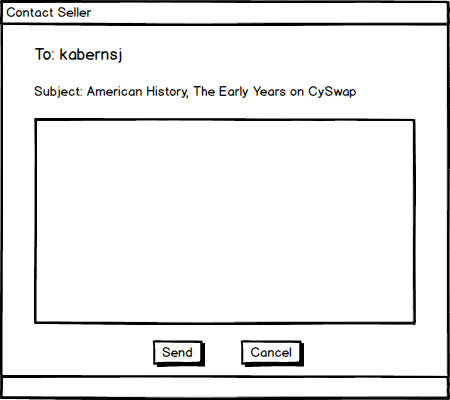 Contact Seller
To: kabernsj
Subject: American History, The Early Years on CySwap
Send Cancel